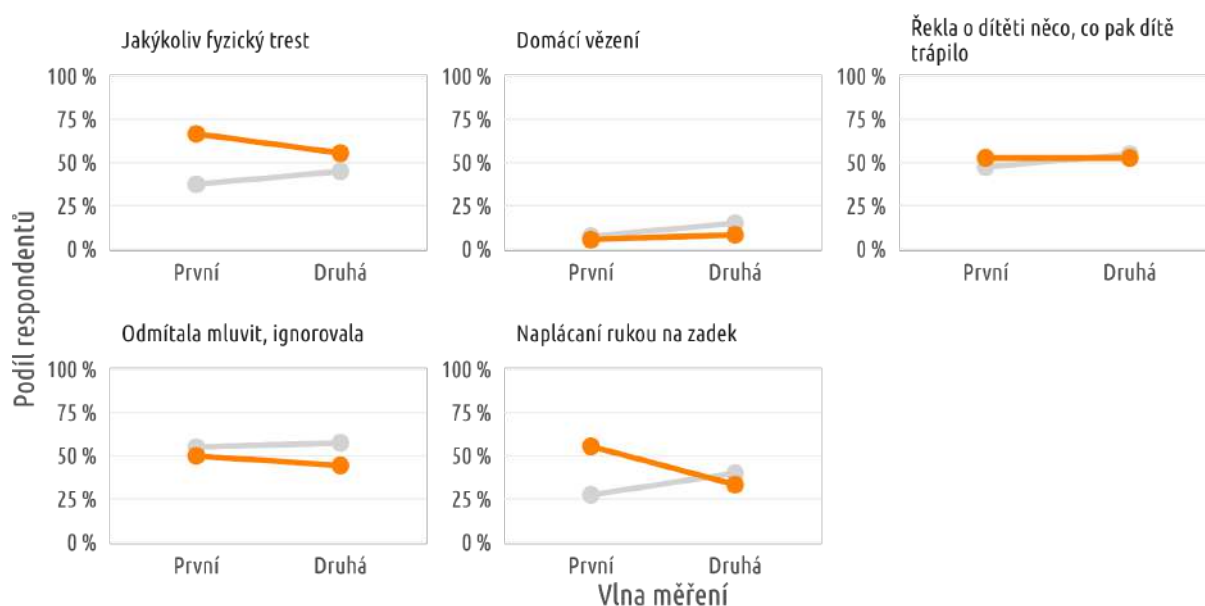 Jakýkoliv fyzický trest
100 %
75 %
50 %
25 %
0 %
První Druhá
Domácí vězení
100 %
75 %
50 %
25 %
0 %
První Druhá
Řekla o dítěti něco, co pak dítě
trápilo
100 %
75 %
50 %
25 %
0 %
První Druhá
Podíl respondentů
Odmítala mluvit, ignorovala
100 %
75 %
50 %
25 %
0 %
První Druhá
Naplácaní rukou na zadek
100 %
75 %
50 %
25 %
0 %
První Druhá
Vlna měření